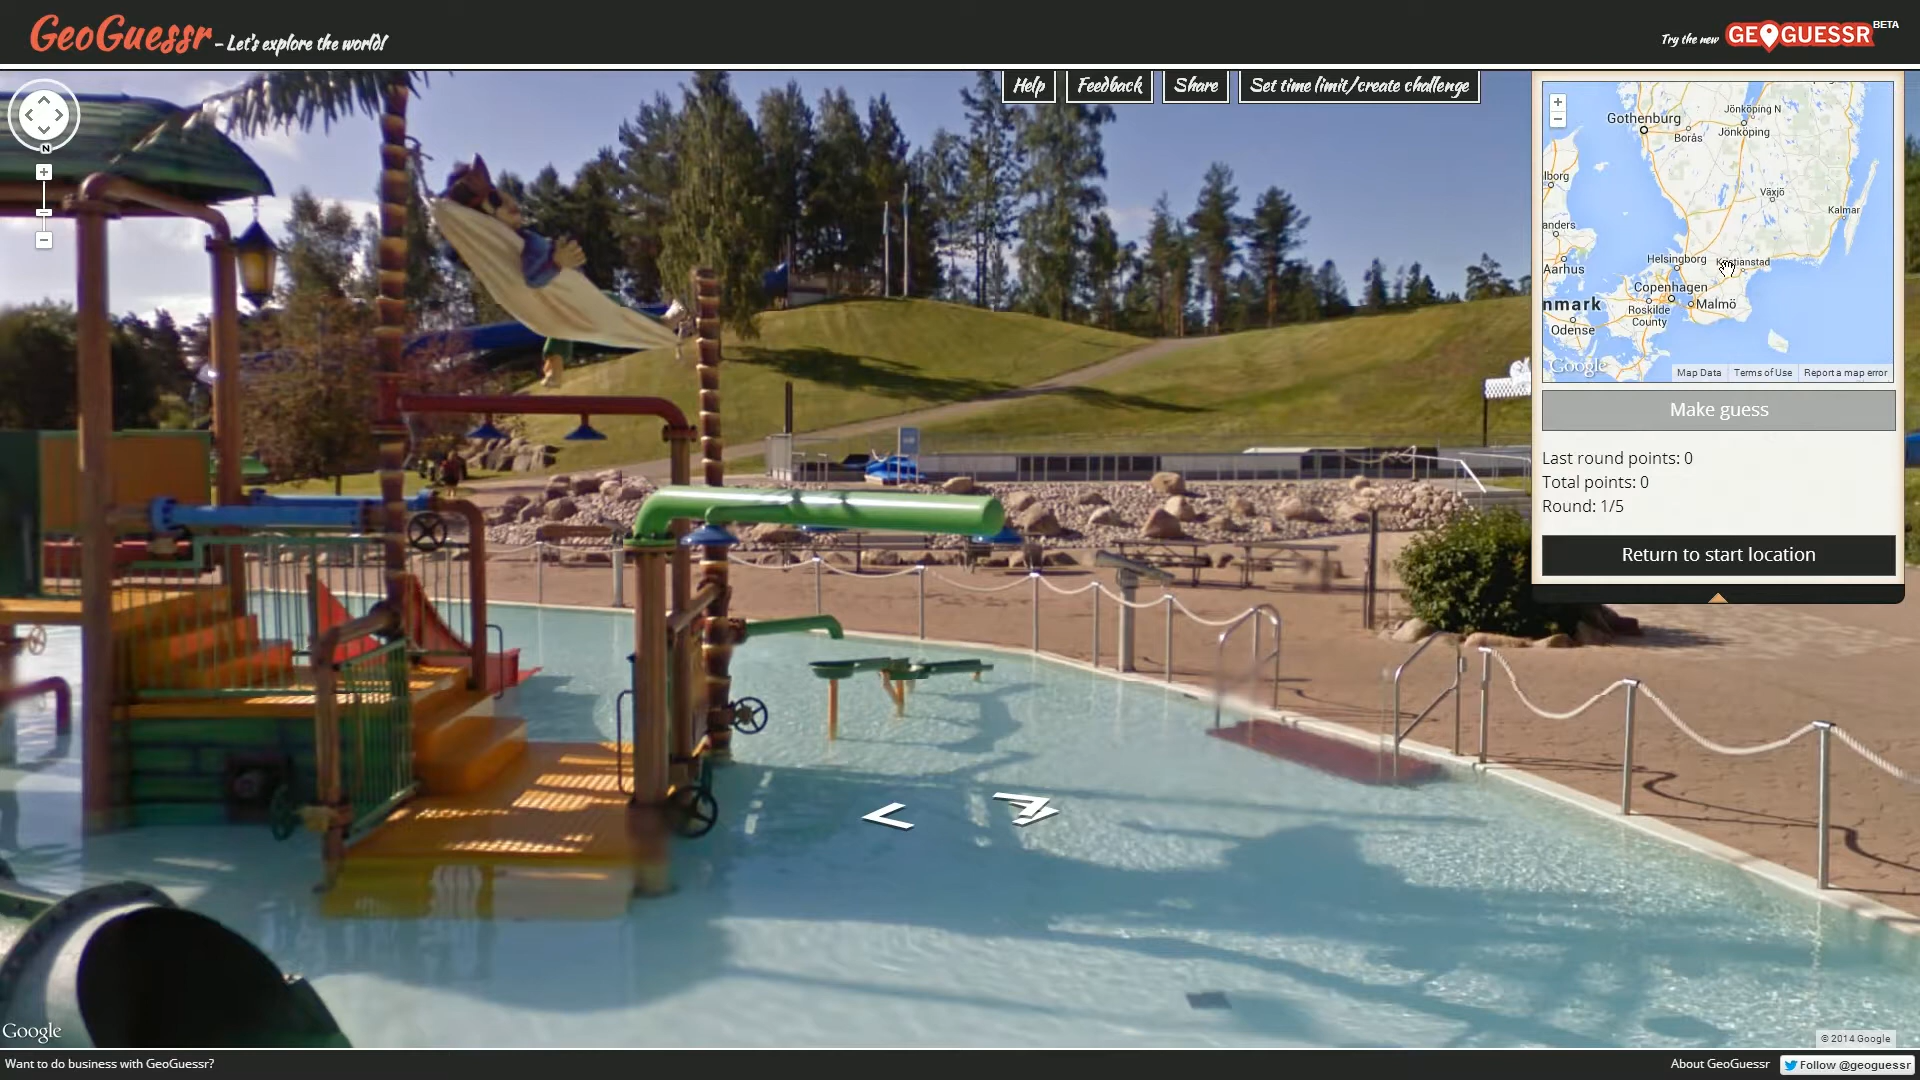 GeoGuessr - Let's explore the world!
Try the new GEOGUESSR BETA
Help
Feedback
Share
Set time limit/create challenge
N
Jönköping N
Gothenburg
Borås
Jönköping
lborg
Växjö
Kalmar
anders
Helsingborg
Aarhus
Copenhagen
nmark
Malmö
Roskilde
County
Odense
Google
Map Data
Terms of Use
Report a map error
Make guess
Last round points: 0
Total points: 0
Round: 1/5
Return to start location
Google
© 2014 Google
Want to do business with GeoGuessr?
About GeoGuessr
Follow @geoguessr